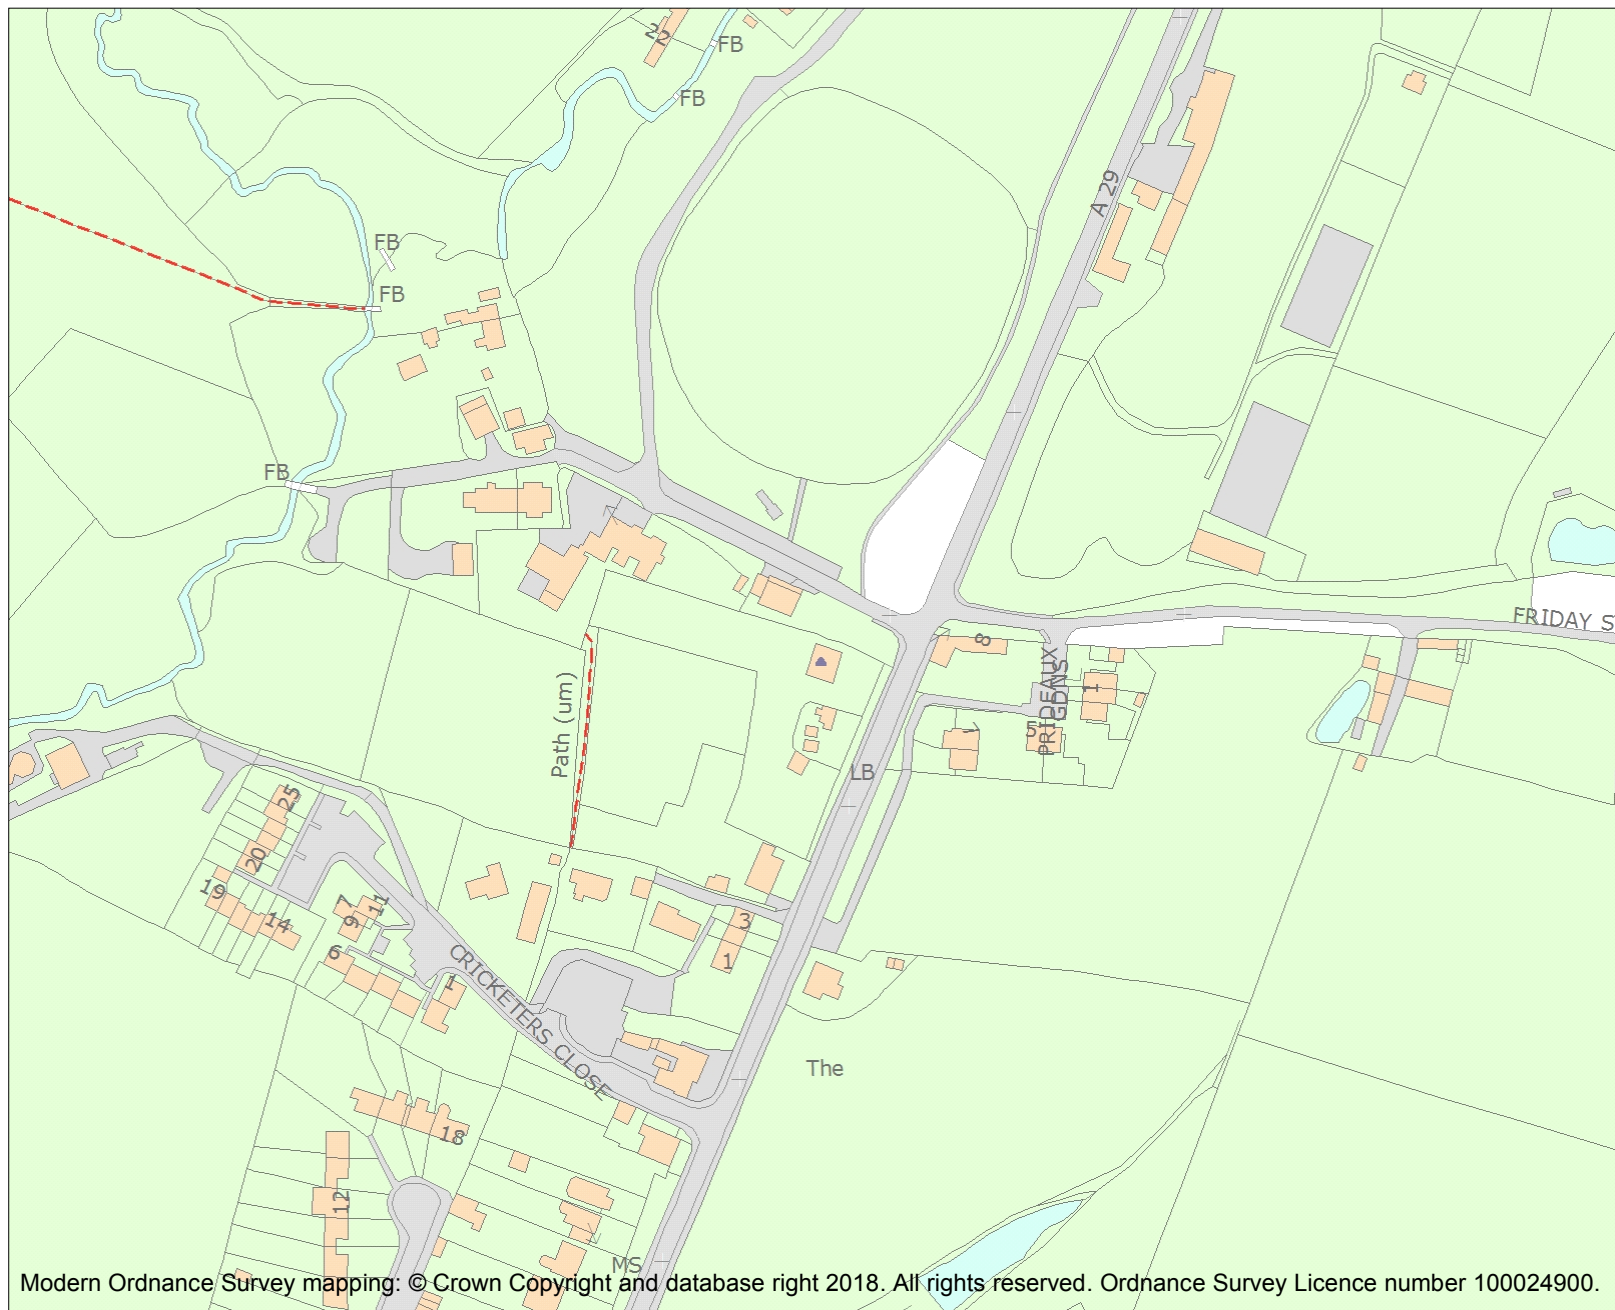 22
FB
FB
A 29
FB
FB
FB
FRIDAY S
8
PRIDEAUX
GDNS
1
5
Path (um)
LB
25
20
19
14
7
9
11
6
1
3
1
CRICKETERS CLOSE
The
18
12
MS
Modern Ordnance Survey mapping: © Crown Copyright and database right 2018. All rights reserved. Ordnance Survey Licence number 100024900.